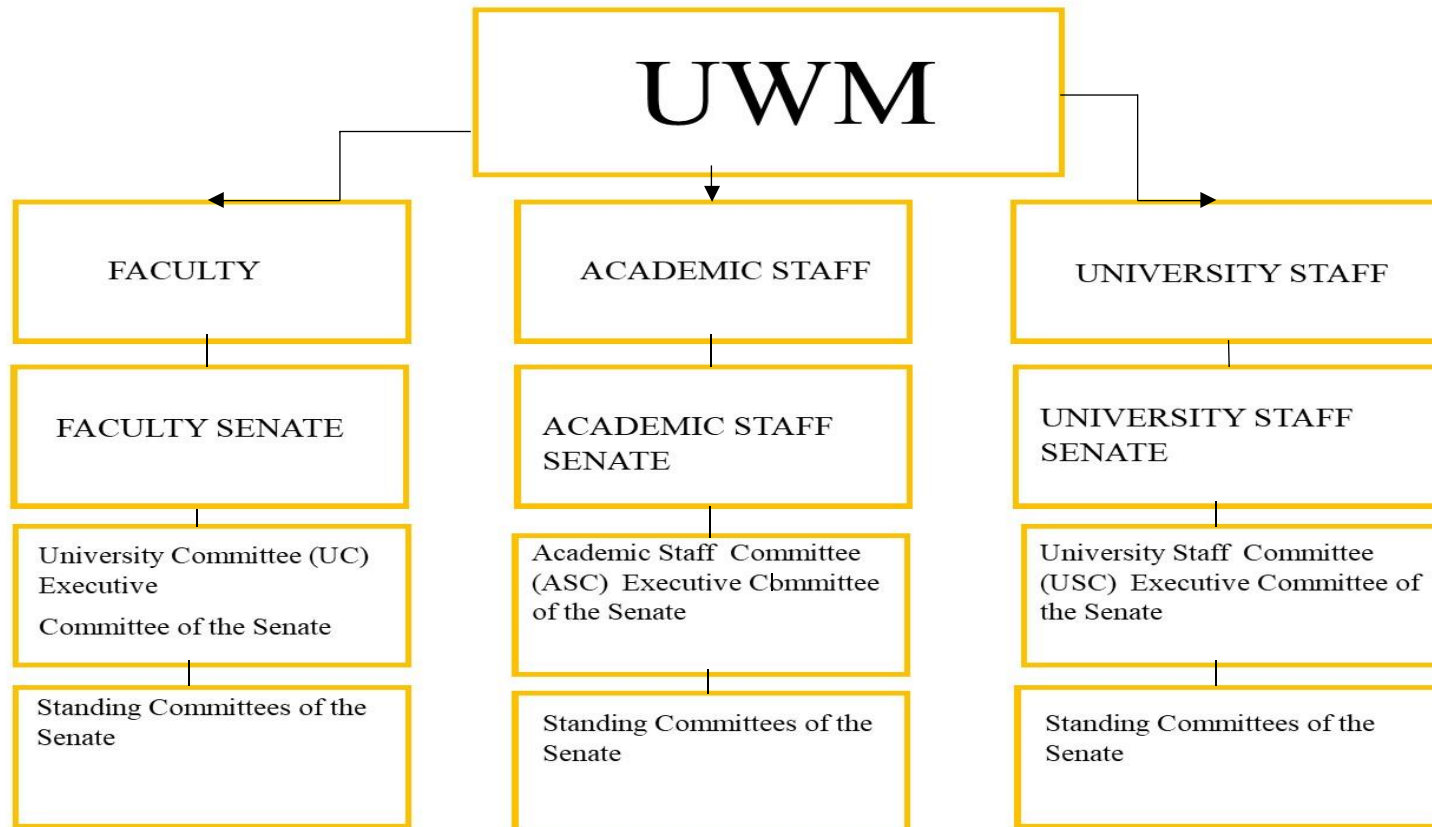 UWM
FACULTY
ACADEMIC STAFF
UNIVERSITY STAFF
FACULTY SENATE
ACADEMIC STAFF
SENATE
UNIVERSITY STAFF
SENATE
University Committee (UC)
Executive
Committee of the Senate
Academic Staff Committee
(ASC) Executive Committee
of the Senate
University Staff Committee
(USC) Executive Committee of
the Senate
Standing Committees of the
Senate
Standing Committees of the
Senate
Standing Committees of the
Senate